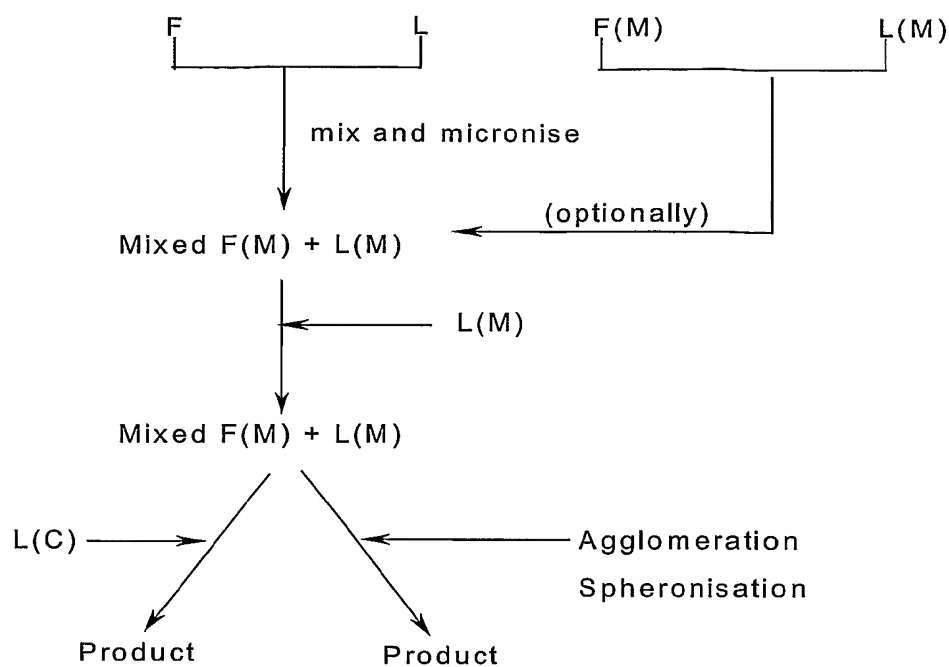 F L F(M) L(M)
mix and micronise
(optionally)
Mixed F(M) + L(M)
L(M)
Mixed F(M) + L(M)
L(C)
Agglomeration
Spheronisation
Product
Product